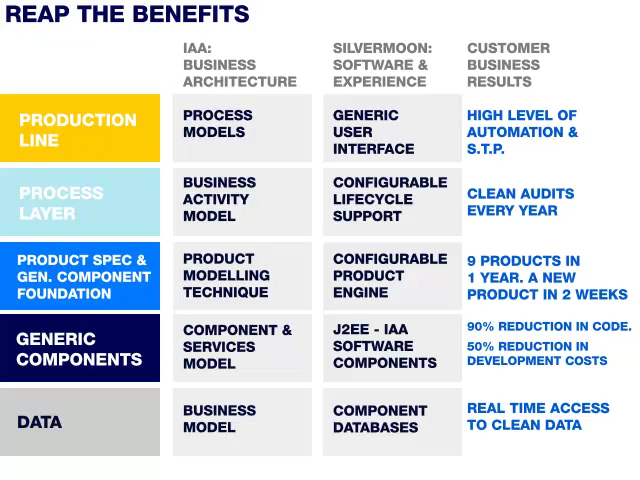 REAP THE BENEFITS
IAA:
BUSINESS
ARCHITECTURE
SILVERMOON:
SOFTWARE &
EXPERIENCE
CUSTOMER
BUSINESS
RESULTS
PRODUCTION
LINE
PROCESS
MODELS
GENERIC
USER
INTERFACE
HIGH LEVEL OF
AUTOMATION &
S.T.P.
PROCESS
LAYER
BUSINESS
ACTIVITY
MODEL
CONFIGURABLE
LIFECYCLE
SUPPORT
CLEAN AUDITS
EVERY YEAR
PRODUCT SPEC &
GEN. COMPONENT
FOUNDATION
PRODUCT
MODELLING
TECHNIQUE
CONFIGURABLE
PRODUCT
ENGINE
9 PRODUCTS IN
1 YEAR. A NEW
PRODUCT IN 2 WEEKS
GENERIC
COMPONENTS
COMPONENT &
SERVICES
MODEL
J2EE - IAA
SOFTWARE
COMPONENTS
90% REDUCTION IN CODE.
50% REDUCTION IN
DEVELOPMENT COSTS
DATA
BUSINESS
MODEL
COMPONENT
DATABASES
REAL TIME ACCESS
TO CLEAN DATA